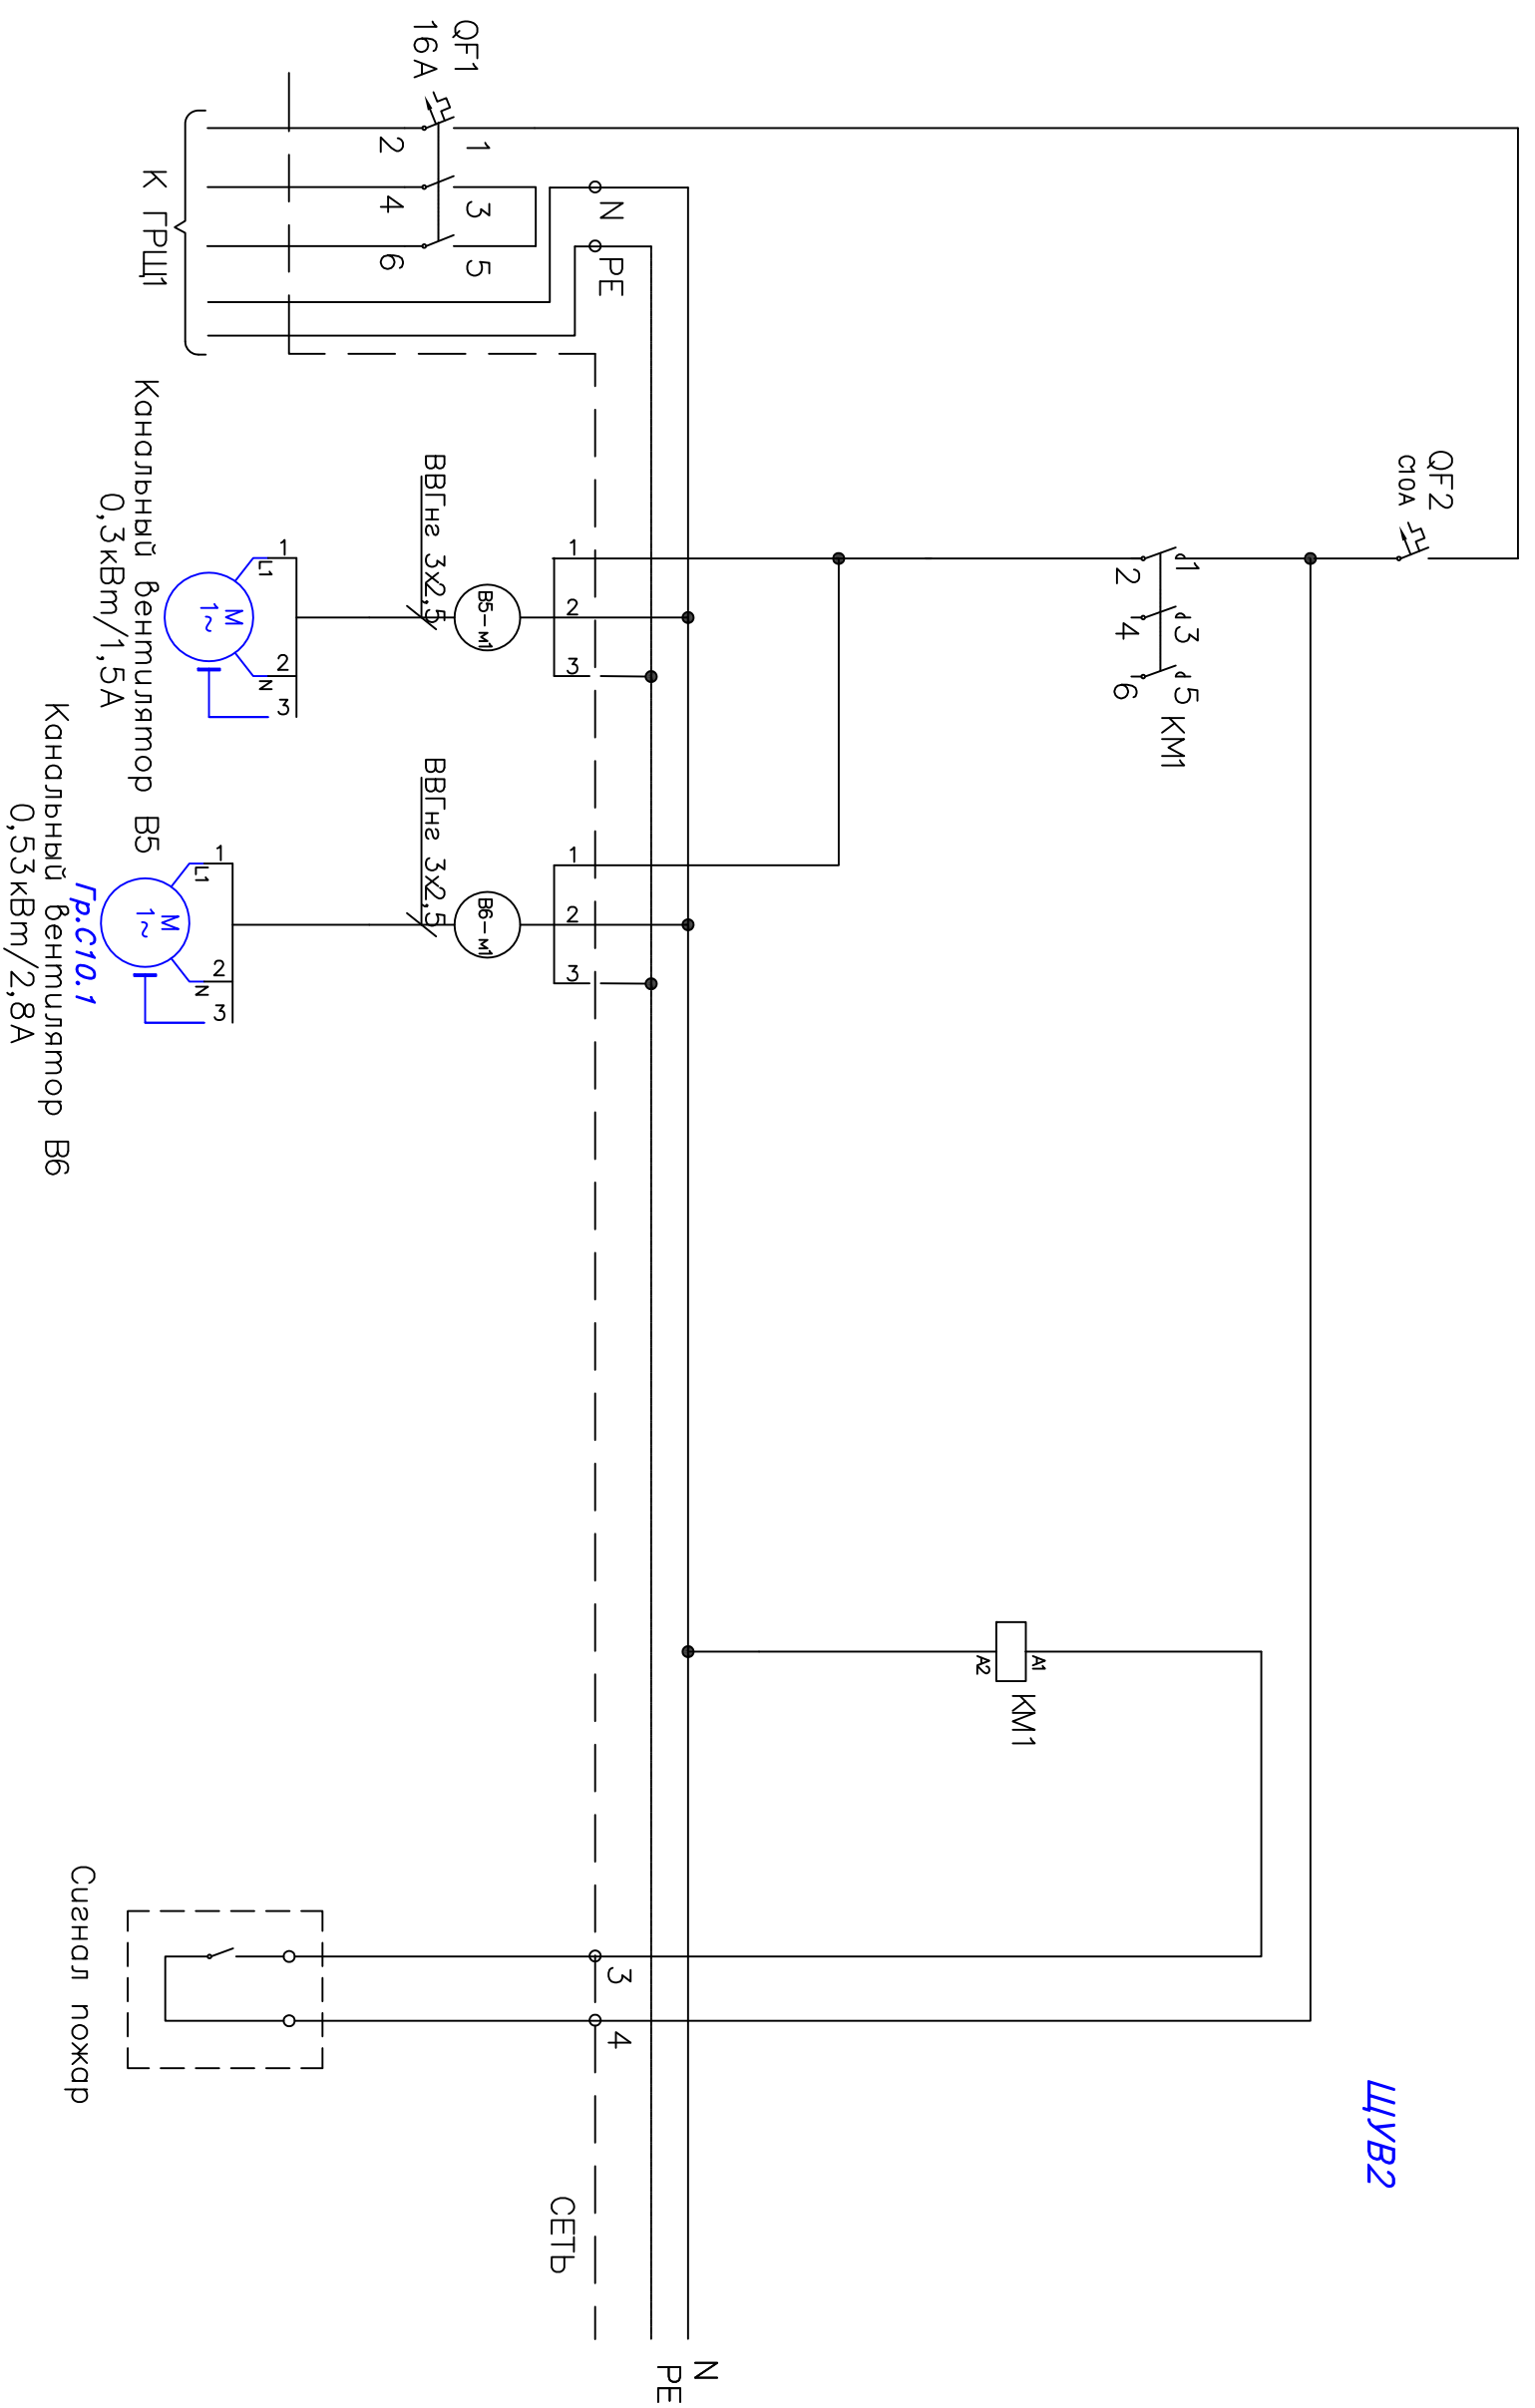 ЩУВ2
QF2
C10A
QF1
16A
1
3
5
2
4
6
1
3
5
KM1
2
4
6
N
PE
К ГРЩ1
1
2
3
ВВГнг 3х2,5
В5-м1
1
L1
2
N
3
М
1~
Канальный вентилятор В5
0,3кВт/1,5А
1
2
3
ВВГнг 3х2,5
В6-м1
1
L1
2
N
3
М
1~
Гр.С10.1
Канальный вентилятор В6
0,53кВт/2,8А
A1
A2
KM1
3
4
Сигнал пожар
СЕТЬ
N
PE